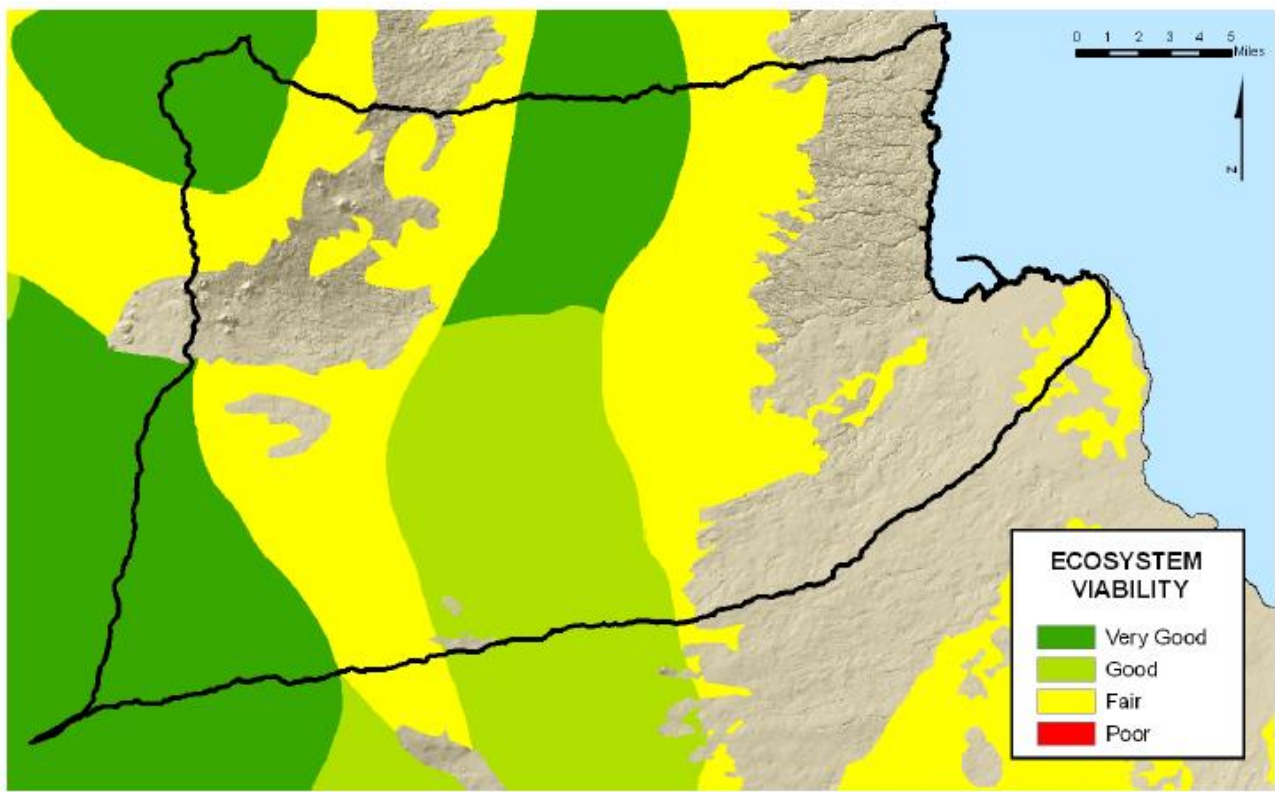 0 1 2 3 4 5
Miles
N
ECOSYSTEM
VIABILITY
Very Good
Good
Fair
Poor